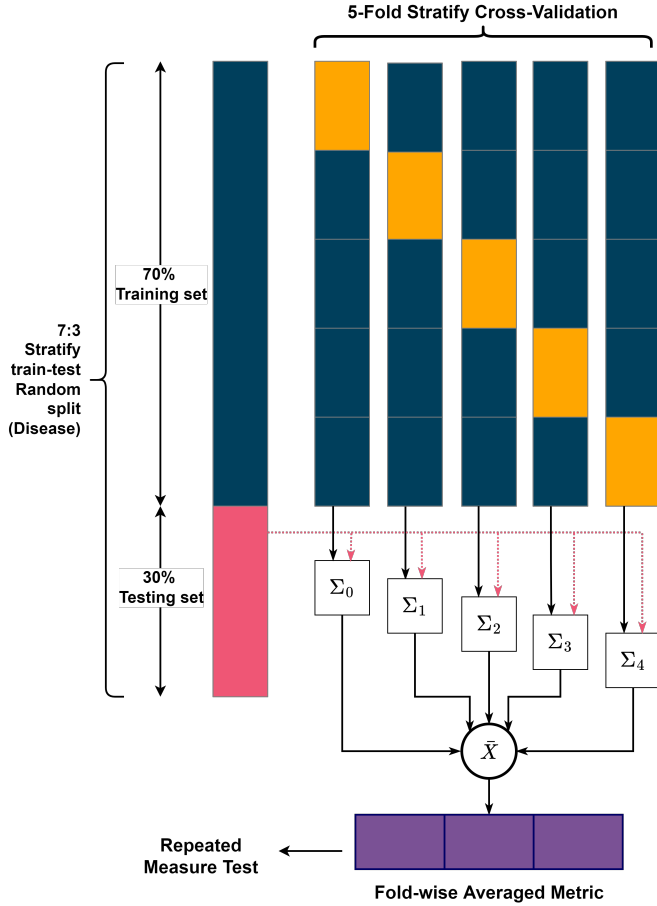 5-Fold Stratify Cross-Validation
70%
Training set
7:3
Stratify
train-test
Random
split
(Disease)
30%
Testing set
Σ₀
Σ₁
Σ₂
Σ₃
Σ₄
X̄
Repeated
Measure Test
Fold-wise Averaged Metric